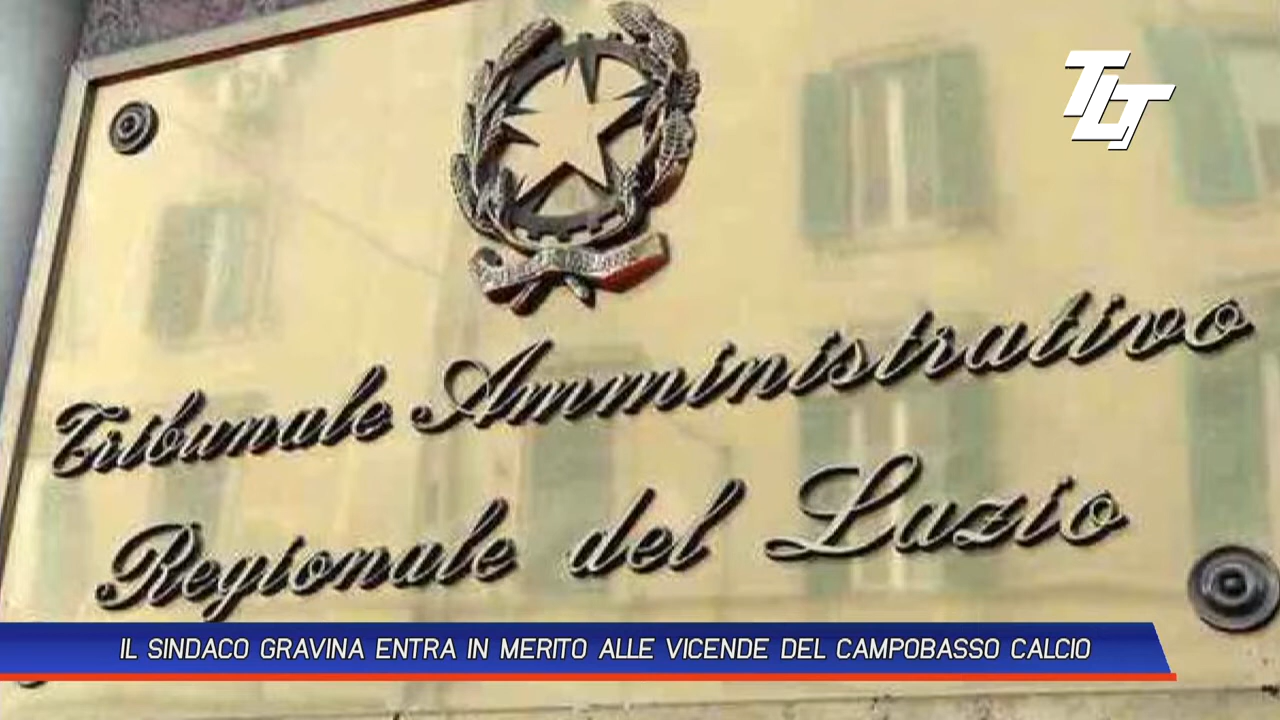 TLT
Tribunale Amministrativo
Regionale del Lazio
IL SINDACO GRAVINA ENTRA IN MERITO ALLE VICENDE DEL CAMPOBASSO CALCIO